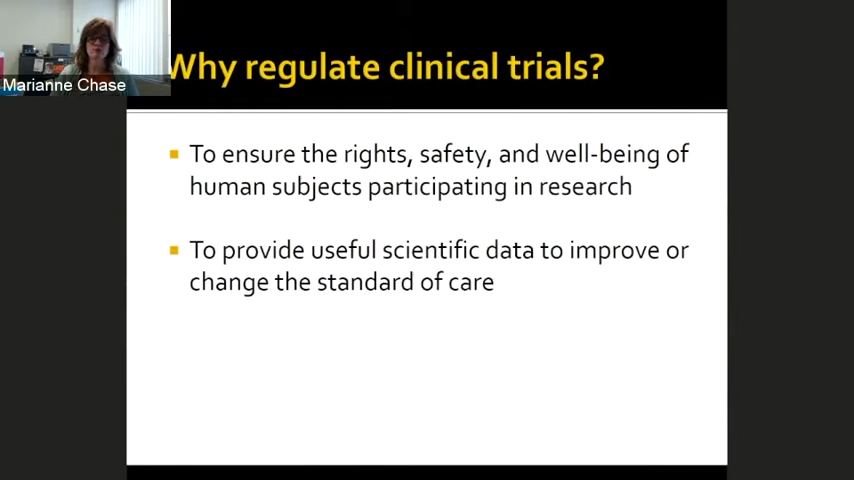 Marianne Chase
Why regulate clinical trials?
To ensure the rights, safety, and well-being of
human subjects participating in research
To provide useful scientific data to improve or
change the standard of care